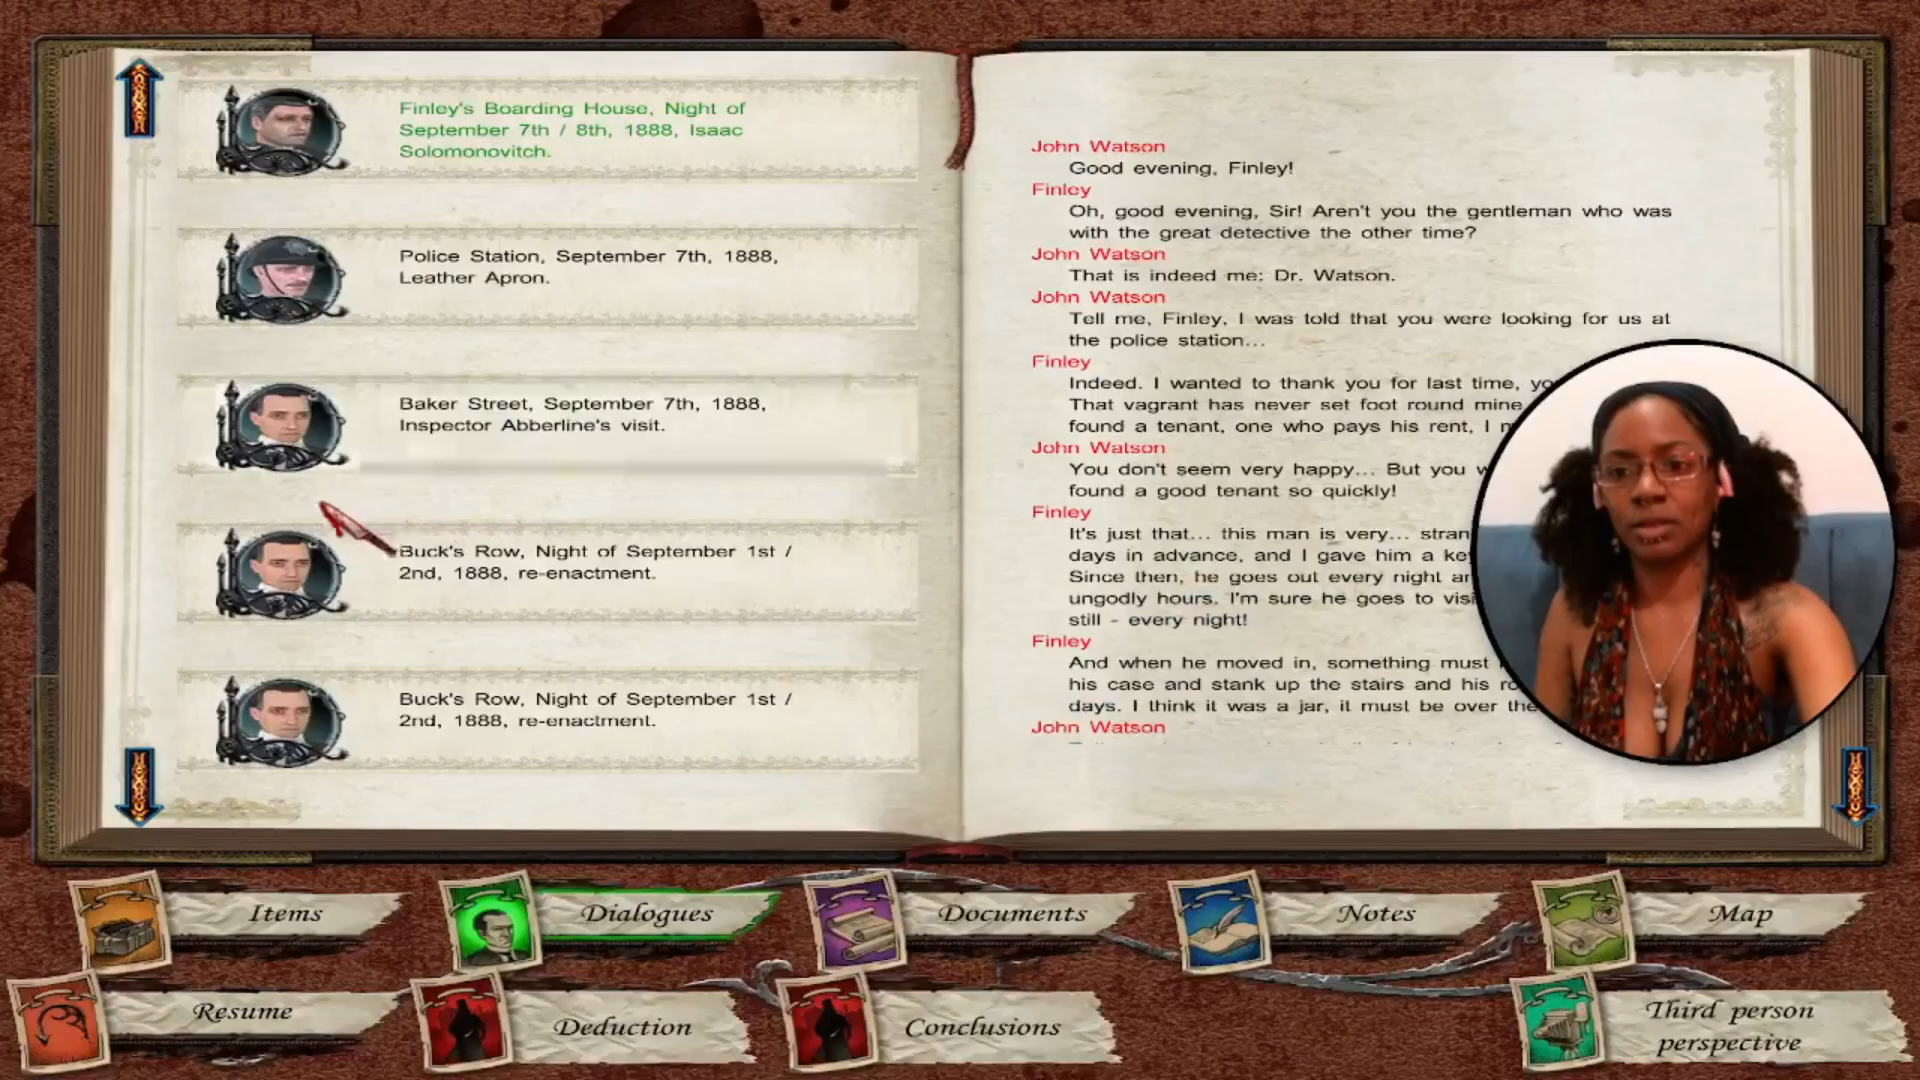 Finley's Boarding House, Night of
September 7th / 8th, 1888, Isaac
Solomonovitch.
Police Station, September 7th, 1888,
Leather Apron.
Baker Street, September 7th, 1888,
Inspector Abberline's visit.
Buck's Row, Night of September 1st /
2nd, 1888, re-enactment.
Buck's Row, Night of September 1st /
2nd, 1888, re-enactment.
John Watson
Good evening, Finley!
Finley
Oh, good evening, Sir! Aren't you the gentleman who was
with the great detective the other time?
John Watson
That is indeed me: Dr. Watson.
John Watson
Tell me, Finley, I was told that you were looking for us at
the police station...
Finley
Indeed. I wanted to thank you for last time,
That vagrant has never set foot round mine
found a tenant, one who pays his rent, I
John Watson
You don't seem very happy... But you
found a good tenant so quickly!
Finley
It's just that... this man is very...
days in advance, and I gave him a
Since then, he goes out every night
ungodly hours. I'm sure he goes to
still - every night!
Finley
And when he moved in, something must
his case and stank up the stairs and his
days. I think it was a jar, it must be over
John Watson
Items
Dialogues
Documents
Notes
Map
Resume
Deduction
Conclusions
Third person
perspective